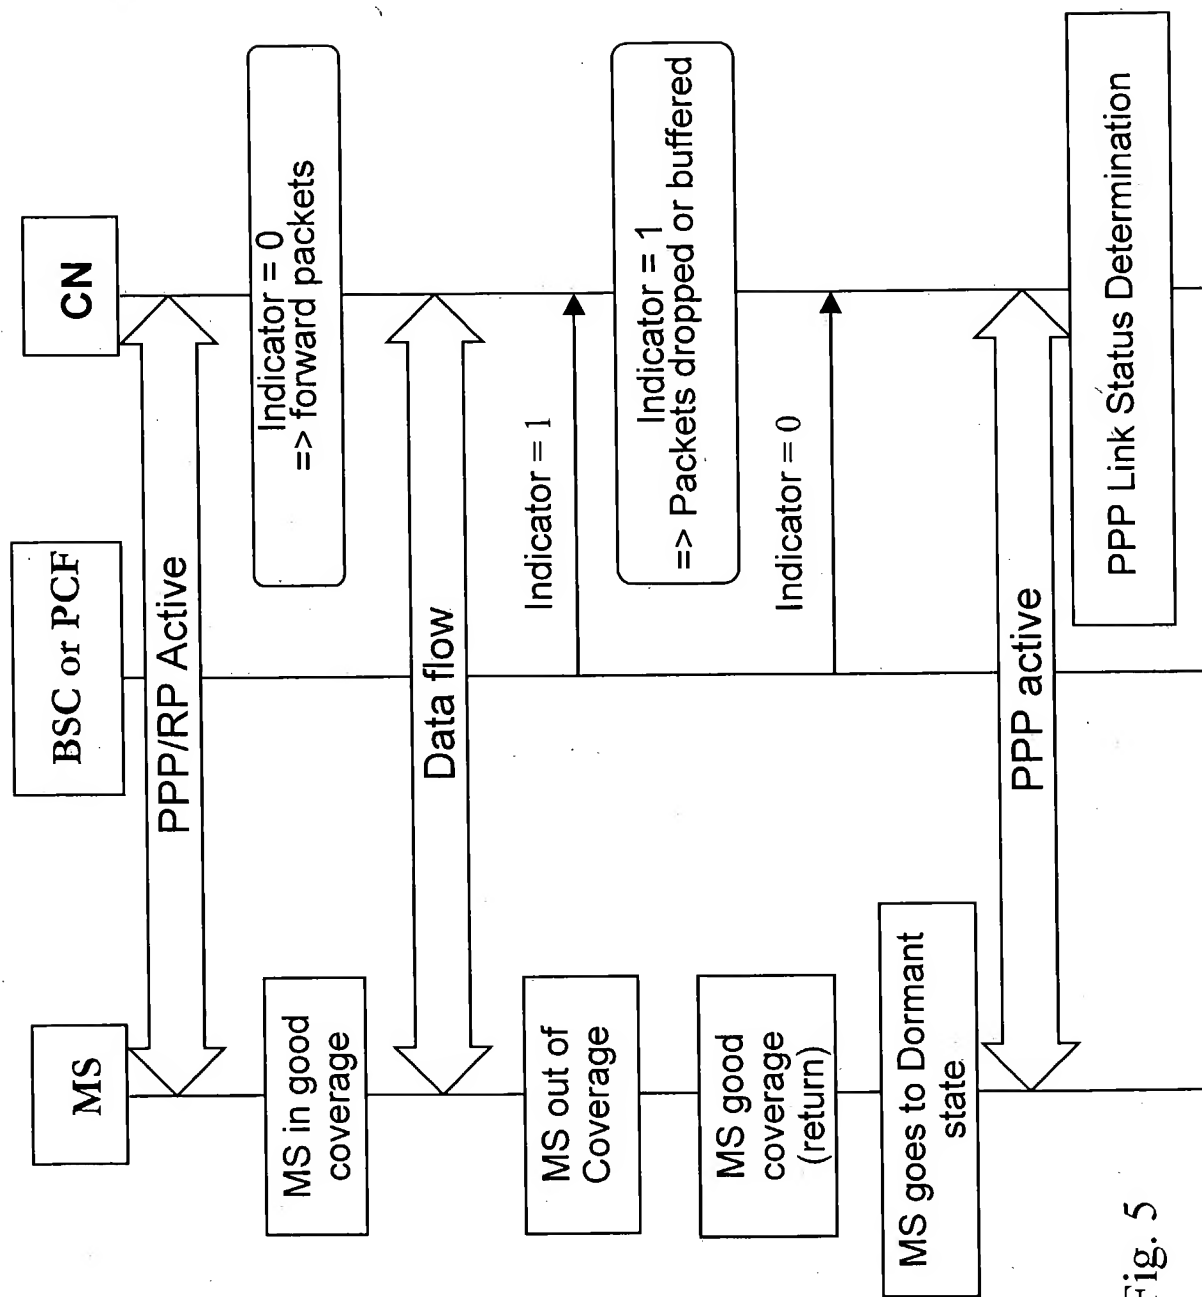 MS
BSC or PCF
CN
PPP/RP Active
MS in good
coverage
Indicator = 0
=> forward packets
Data flow
MS out of
Coverage
Indicator = 1
MS good
coverage
(return)
Indicator = 1
=> Packets dropped or buffered
Indicator = 0
MS goes to Dormant
state
PPP active
PPP Link Status Determination
Fig. 5